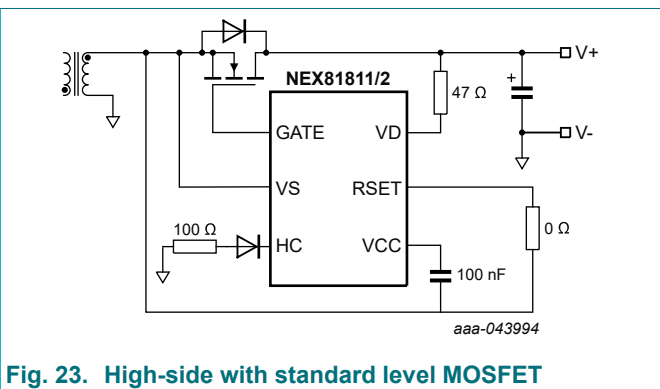 V+
NEX81811/2
+
47 Ω
GATE
VD
V-
VS
RSET
100 Ω
0 Ω
HC
VCC
100 nF
aaa-043994
Fig. 23. High-side with standard level MOSFET